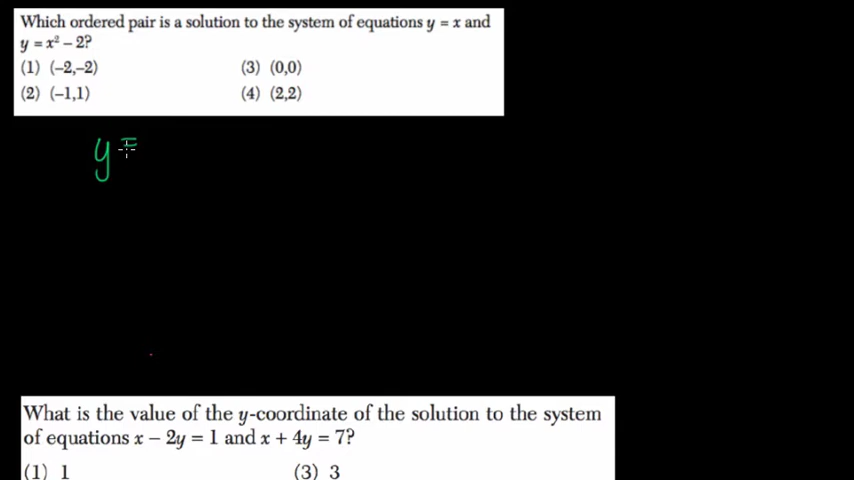 Which ordered pair is a solution to the system of equations y = x and
y = x² – 2?
(1) (–2,–2) (3) (0,0)
(2) (–1,1) (4) (2,2)
y =
What is the value of the y-coordinate of the solution to the system
of equations x – 2y = 1 and x + 4y = 7?
(1) 1 (3) 3